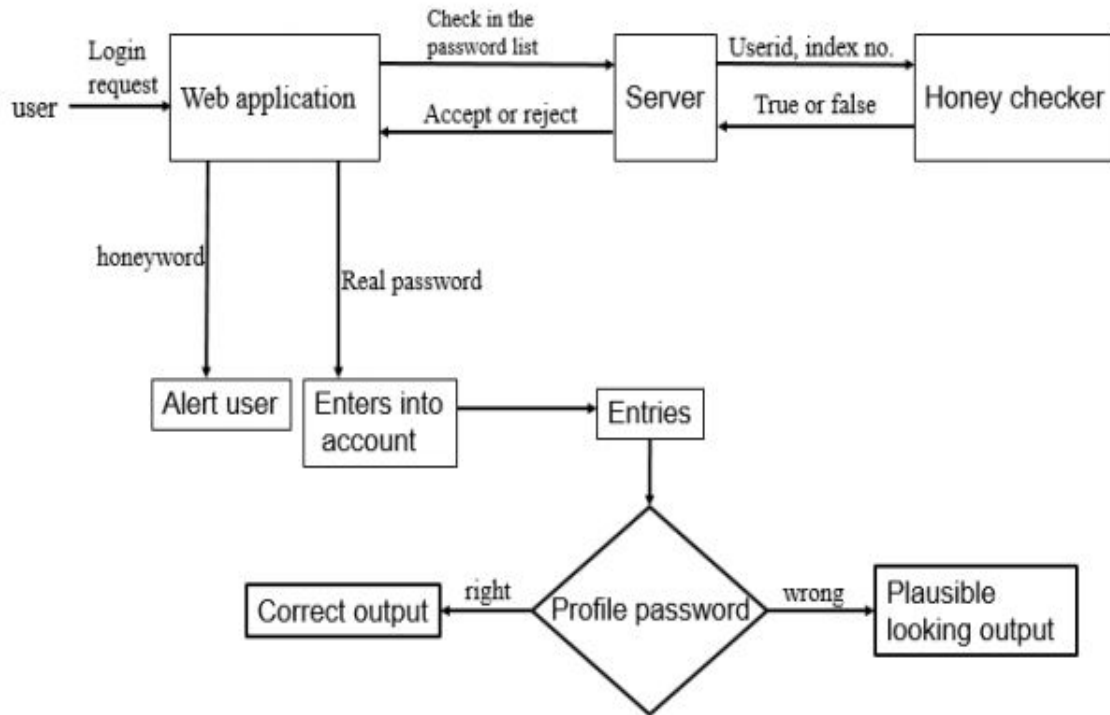 Check in the
password list
Login
request
user
Web application
Accept or reject
Server
Userid, index no.
True or false
Honey checker
honeyword
Real password
Alert user
Enters into
account
Entries
Profile password
right
Correct output
wrong
Plausible
looking output